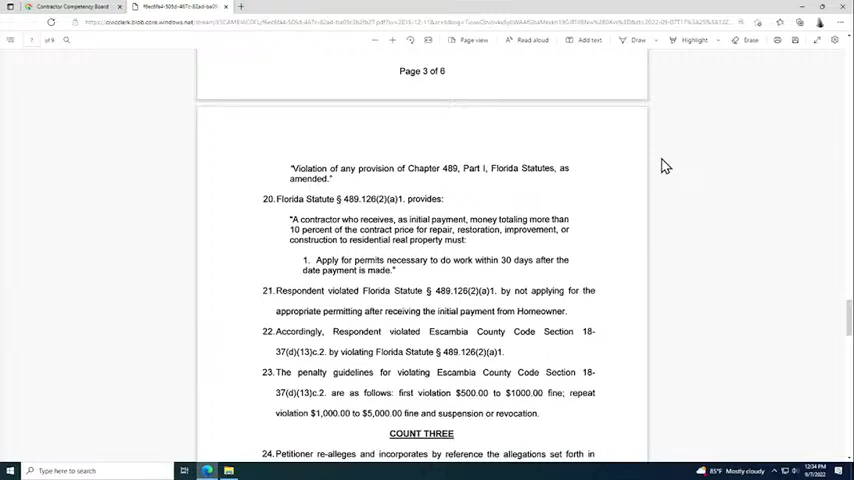 Contractor Competency Board
of 9
Page view
Read aloud
Add text
Draw
Highlight
Erase
Page 3 of 6
"Violation of any provision of Chapter 489, Part I, Florida Statutes, as
amended."
20. Florida Statute § 489.126(2)(a)1. provides:
"A contractor who receives, as initial payment, money totaling more than
10 percent of the contract price for repair, restoration, improvement, or
construction to residential real property must:
1. Apply for permits necessary to do work within 30 days after the
date payment is made."
21. Respondent violated Florida Statute § 489.126(2)(a)1. by not applying for the
appropriate permitting after receiving the initial payment from Homeowner.
22. Accordingly, Respondent violated Escambia County Code Section 18-
37(d)(13)c.2. by violating Florida Statute § 489.126(2)(a)1.
23. The penalty guidelines for violating Escambia County Code Section 18-
37(d)(13)c.2. are as follows: first violation $500.00 to $1000.00 fine; repeat
violation $1,000.00 to $5,000.00 fine and suspension or revocation.
COUNT THREE
24. Petitioner re-alleges and incorporates by reference the allegations set forth in
Type here to search
85°F Mostly cloudy
12:34 PM
9/7/2022